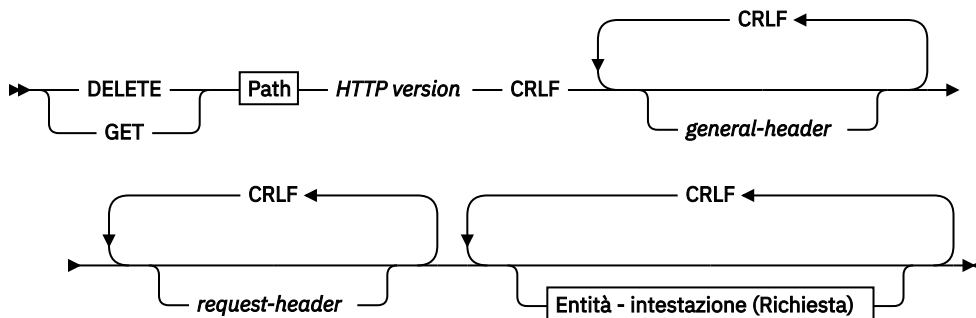 CRLF
DELETE Path HTTP version CRLF
GET general-header
CRLF CRLF
request-header Entità - intestazione (Richiesta)